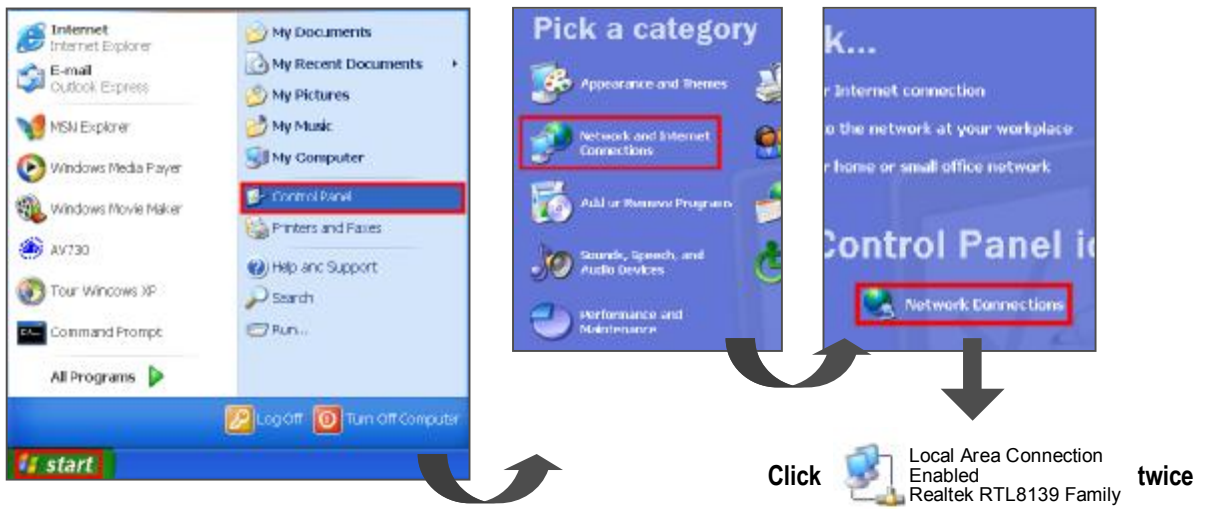 Internet
Internet Explorer
E-mail
Outlook Express
MSN Explorer
Windows Media Payer
Windows Movie Maker
AV730
Tour Wincows XP
Command Prompt
All Programs
My Documents
My Recent Documents
My Pictures
My Music
My Computer
Control Panel
Printers and Faxes
Help anc Support
Search
Run...
Log Off
Turn Off Computer
start
Pick a category
Appearance and Themes
Network and Internet
Connections
Add or Remove Programs
Sounds, Speech, and
Audio Devices
Performance and
Maintenance
k...
r Internet connection
o the network at your workplace
r home or small office network
Control Panel ic
Network Connections
Click
Local Area Connection
Enabled
Realtek RTL8139 Family
twice